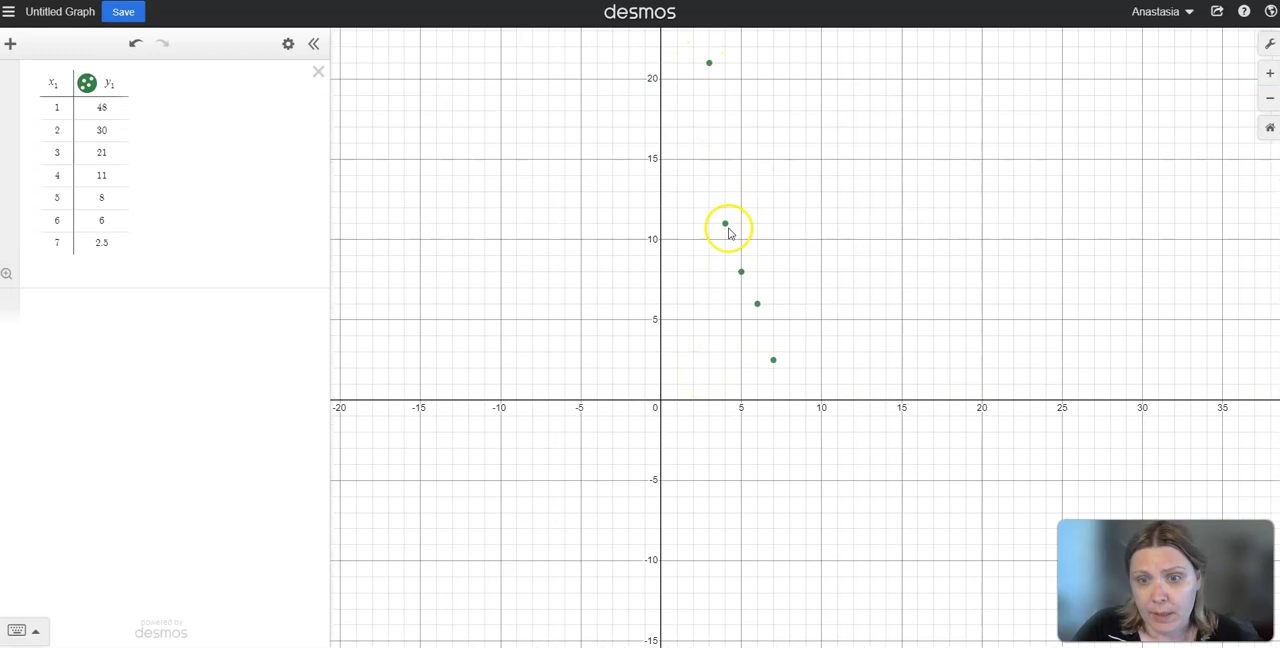 Untitled Graph Save desmos Anastasia
x1 y1
1 48
2 30
3 21
4 11
5 8
6 6
7 2.5
20
15
10
5
-20 -15 -10 -5 0 5 10 15 20 25 30 35
-5
-10
-15
powered by
desmos